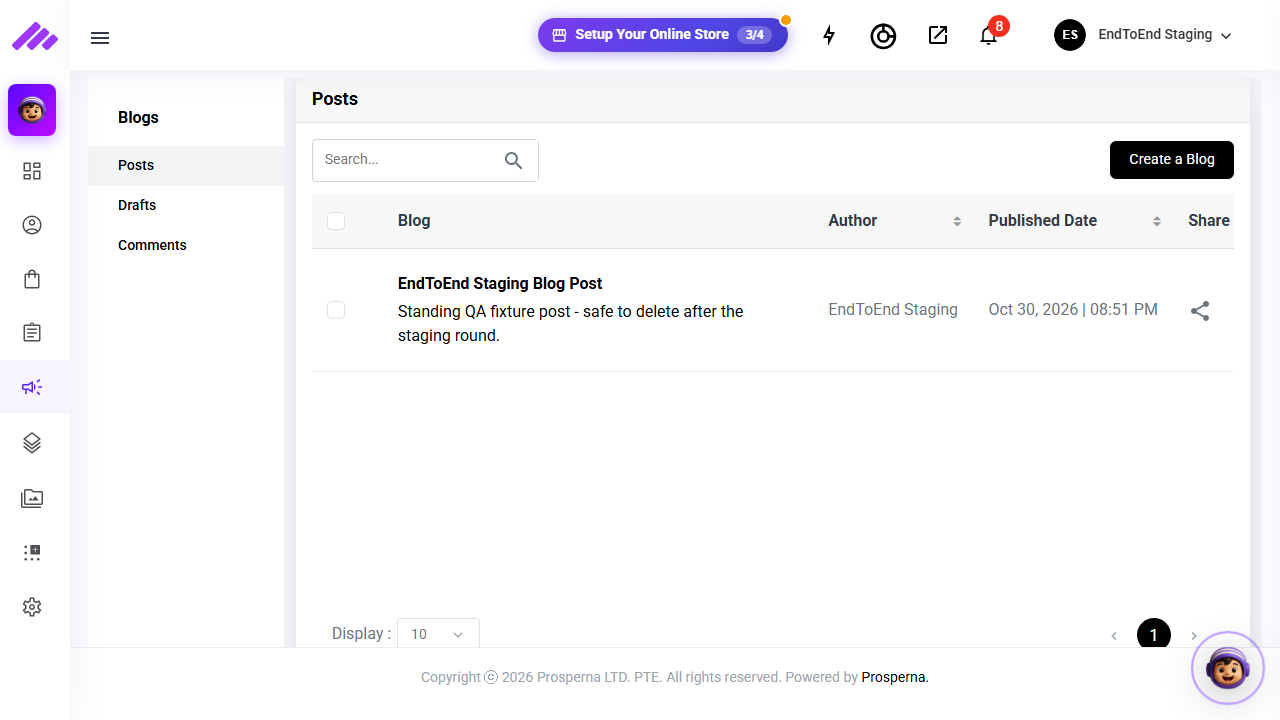 Setup Your Online Store 3/4
8
ES EndToEnd Staging
Blogs
Posts
Drafts
Comments
Posts
Search...
Create a Blog
Blog Author Published Date Share
EndToEnd Staging Blog Post
Standing QA fixture post - safe to delete after the
staging round.
EndToEnd Staging Oct 30, 2026 | 08:51 PM
Display : 10
1
Copyright © 2026 Prosperna LTD. PTE. All rights reserved. Powered by Prosperna.